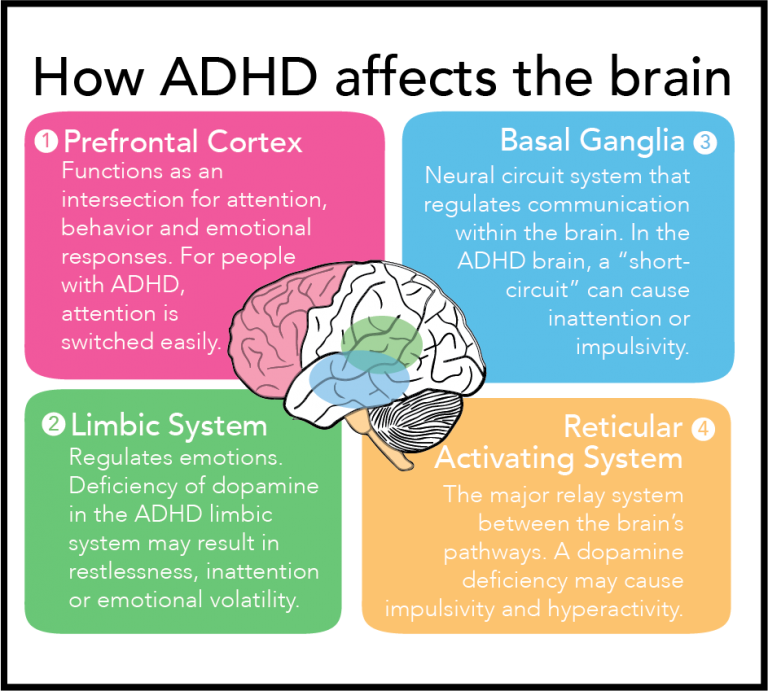 How ADHD affects the brain
1 Prefrontal Cortex
Functions as an
intersection for attention,
behavior and emotional
responses. For people
with ADHD,
attention is
switched easily.
2 Limbic System
Regulates emotions.
Deficiency of dopamine
in the ADHD limbic
system may result in
restlessness, inattention
or emotional volatility.
Basal Ganglia 3
Neural circuit system that
regulates communication
within the brain. In the
ADHD brain, a “short-
circuit” can cause
inattention or
impulsivity.
Reticular 4
Activating System
The major relay system
between the brain’s
pathways. A dopamine
deficiency may cause
impulsivity and hyperactivity.